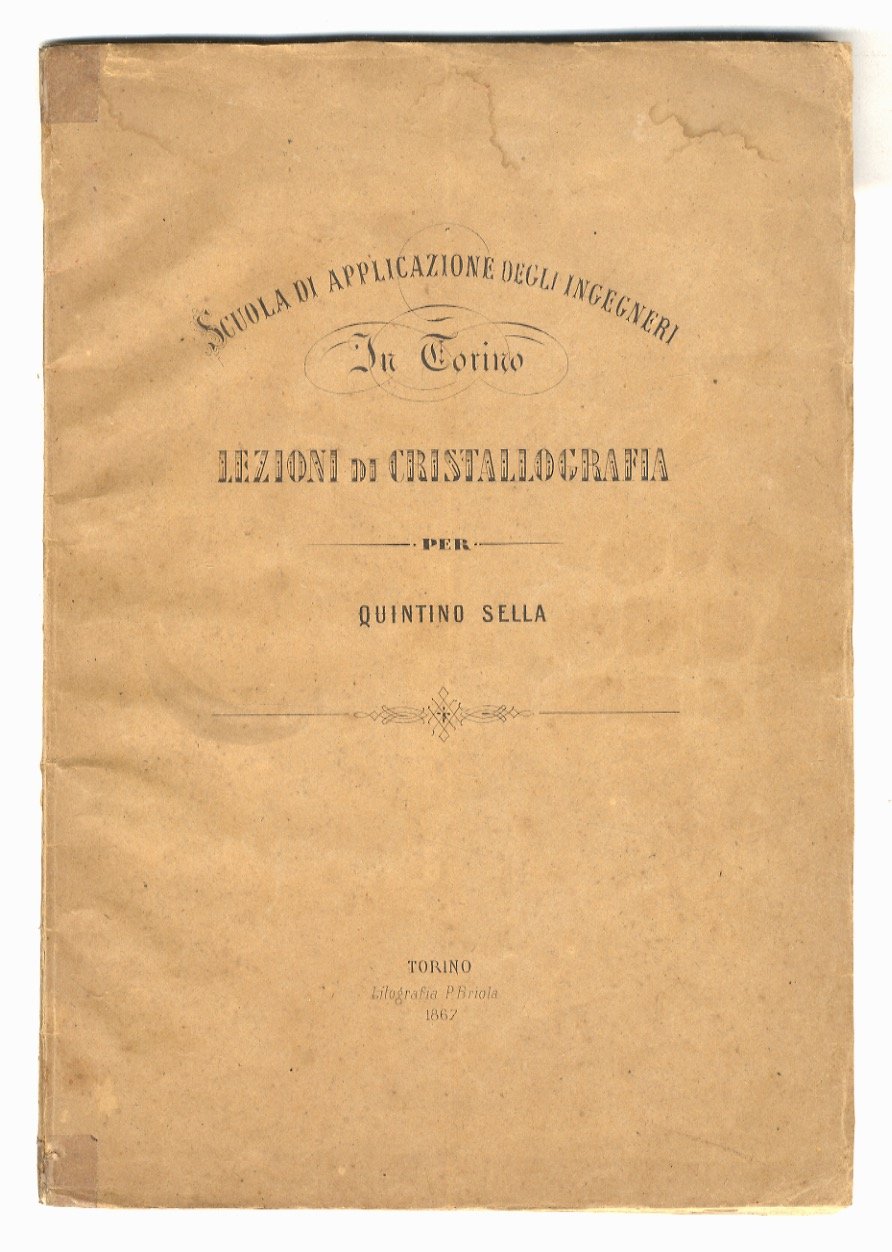 SCUOLA DI APPLICAZIONE DEGLI INGEGNERI
In Torino
LEZIONI DI CRISTALLOGRAFIA
PER
QUINTINO SELLA
TORINO
Litografia P. Briola
1867